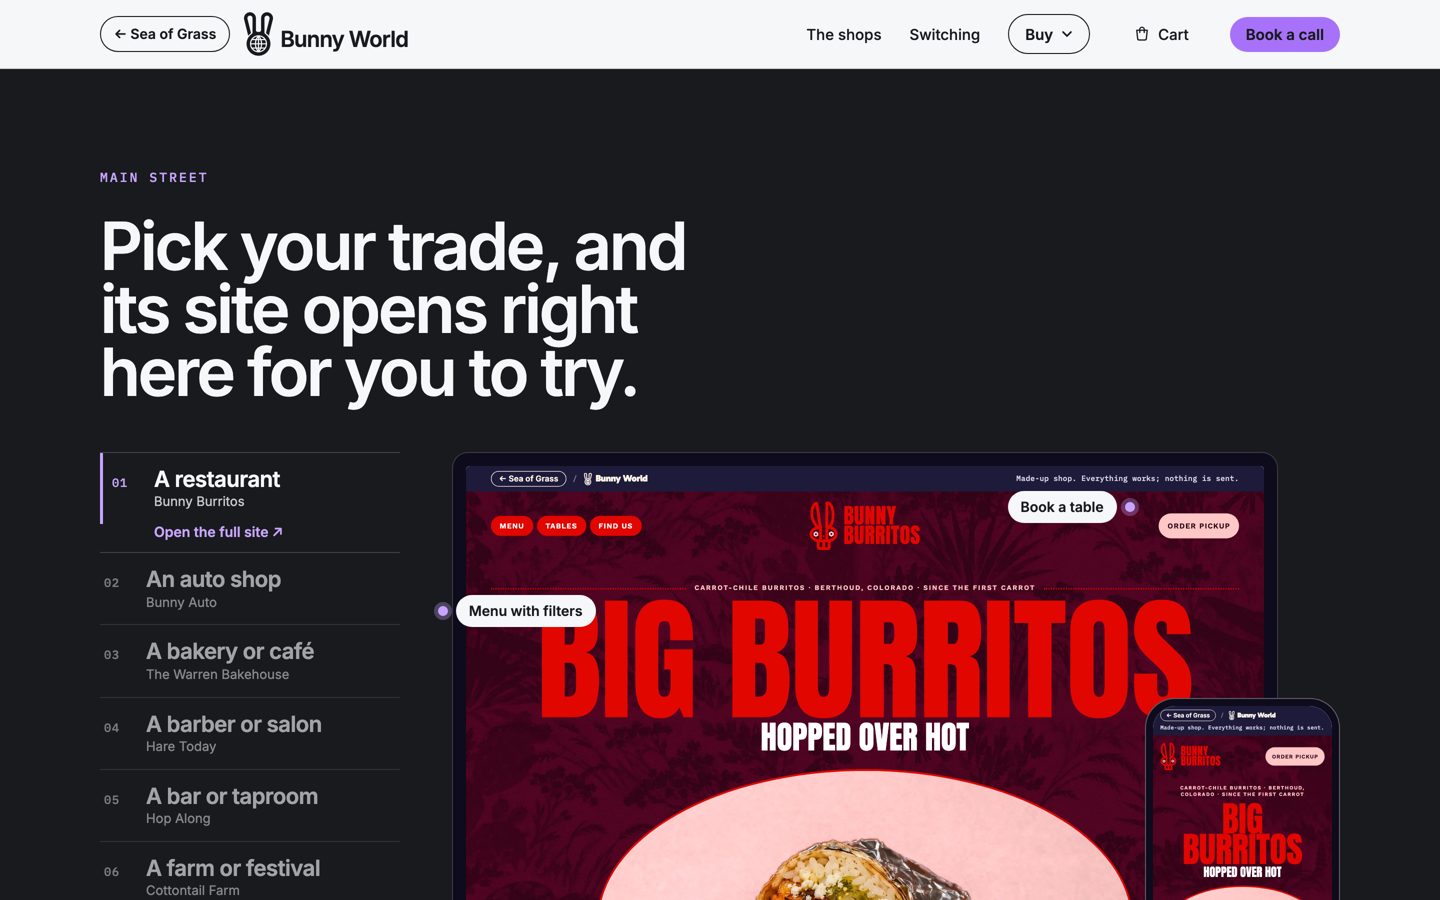 ← Sea of Grass
Bunny World
The shops
Switching
Buy
Cart
Book a call
MAIN STREET
Pick your trade, and
its site opens right
here for you to try.
01
A restaurant
Bunny Burritos
Open the full site ↗
02
An auto shop
Bunny Auto
03
A bakery or café
The Warren Bakehouse
04
A barber or salon
Hare Today
05
A bar or taproom
Hop Along
06
A farm or festival
Cottontail Farm
← Sea of Grass / Bunny World
Made-up shop. Everything works; nothing is sent.
Book a table
MENU
TABLES
FIND US
BUNNY
BURRITOS
ORDER PICKUP
CARROT-CHILE BURRITOS · BERTHOUD, COLORADO · SINCE THE FIRST CARROT
Menu with filters
BIG BURRITOS
HOPPED OVER HOT
← Sea of Grass / Bunny World
Made-up shop. Everything works; nothing is sent.
BUNNY
BURRITOS
ORDER PICKUP
CARROT-CHILE BURRITOS · BERTHOUD,
COLORADO · SINCE THE FIRST CARROT
BIG
BURRITOS
HOPPED OVER HOT